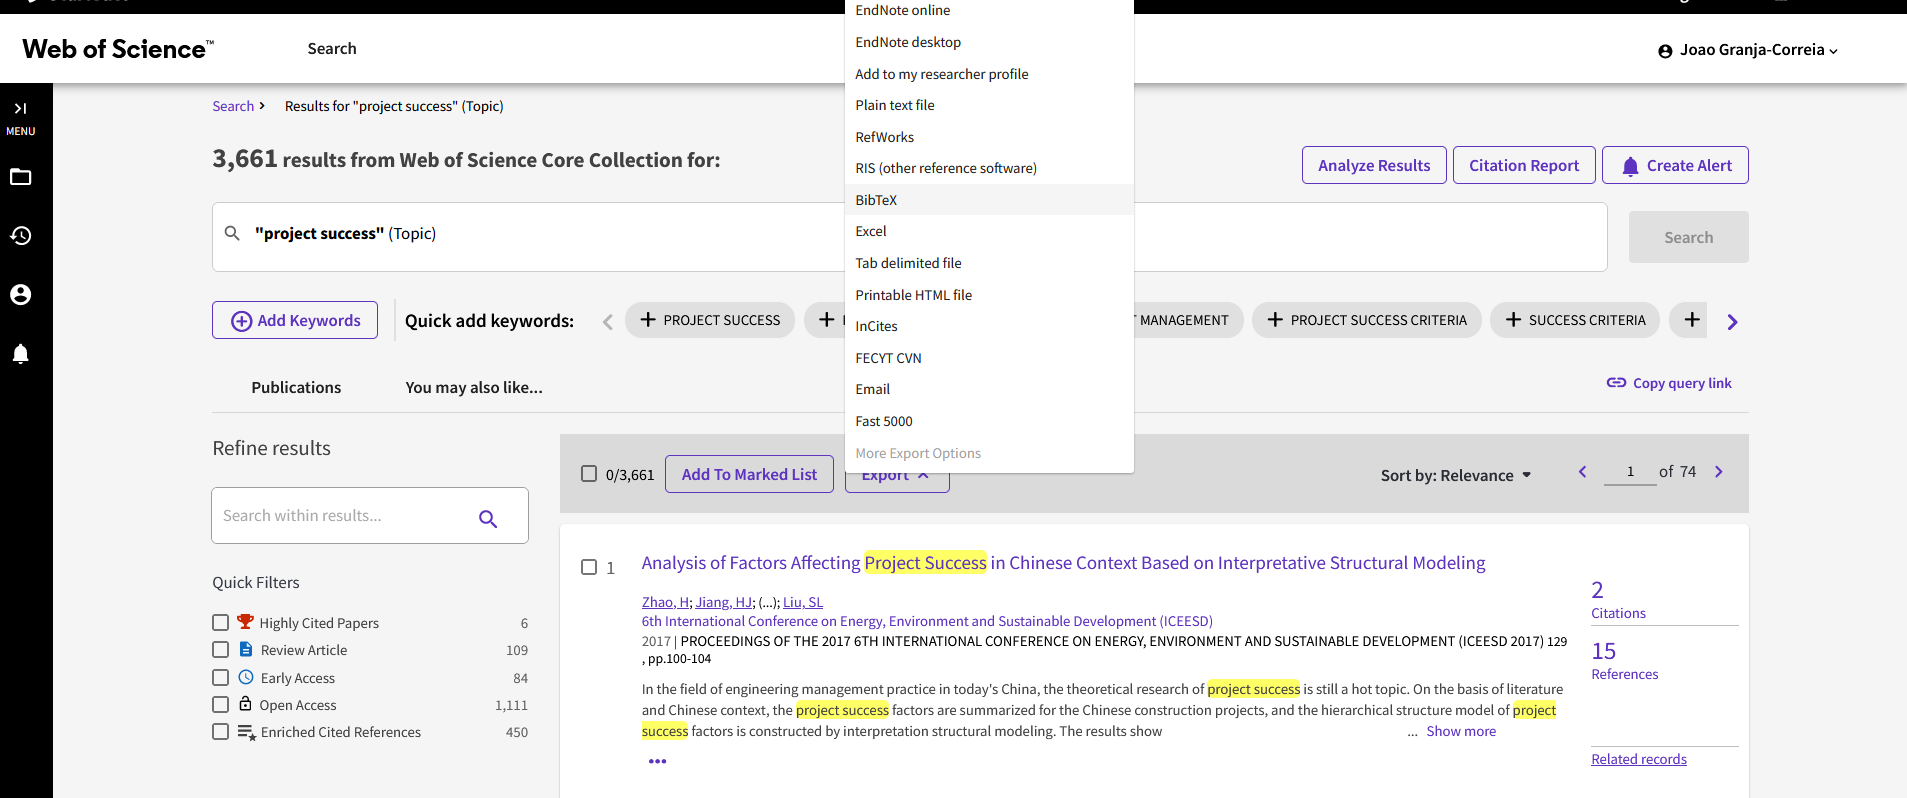 Web of Science™
Search
Joao Granja-Correia
MENU
EndNote online
EndNote desktop
Add to my researcher profile
Plain text file
RefWorks
RIS (other reference software)
BibTeX
Excel
Tab delimited file
Printable HTML file
InCites
FECYT CVN
Email
Fast 5000
More Export Options
Search > Results for "project success" (Topic)
3,661 results from Web of Science Core Collection for:
Analyze Results
Citation Report
Create Alert
"project success" (Topic)
Search
Add Keywords
Quick add keywords:
PROJECT SUCCESS
MANAGEMENT
PROJECT SUCCESS CRITERIA
SUCCESS CRITERIA
Publications
You may also like...
Copy query link
Refine results
Search within results...
Quick Filters
Highly Cited Papers 6
Review Article 109
Early Access 84
Open Access 1,111
Enriched Cited References 450
0/3,661
Add To Marked List
Export
Sort by: Relevance
1 of 74
1
Analysis of Factors Affecting Project Success in Chinese Context Based on Interpretative Structural Modeling
Zhao, H; Jiang, HJ; (...); Liu, SL
6th International Conference on Energy, Environment and Sustainable Development (ICEESD)
2017 | PROCEEDINGS OF THE 2017 6TH INTERNATIONAL CONFERENCE ON ENERGY, ENVIRONMENT AND SUSTAINABLE DEVELOPMENT (ICEESD 2017) 129
, pp.100-104
In the field of engineering management practice in today's China, the theoretical research of project success is still a hot topic. On the basis of literature
and Chinese context, the project success factors are summarized for the Chinese construction projects, and the hierarchical structure model of project
success factors is constructed by interpretation structural modeling. The results show
... Show more
2
Citations
15
References
Related records